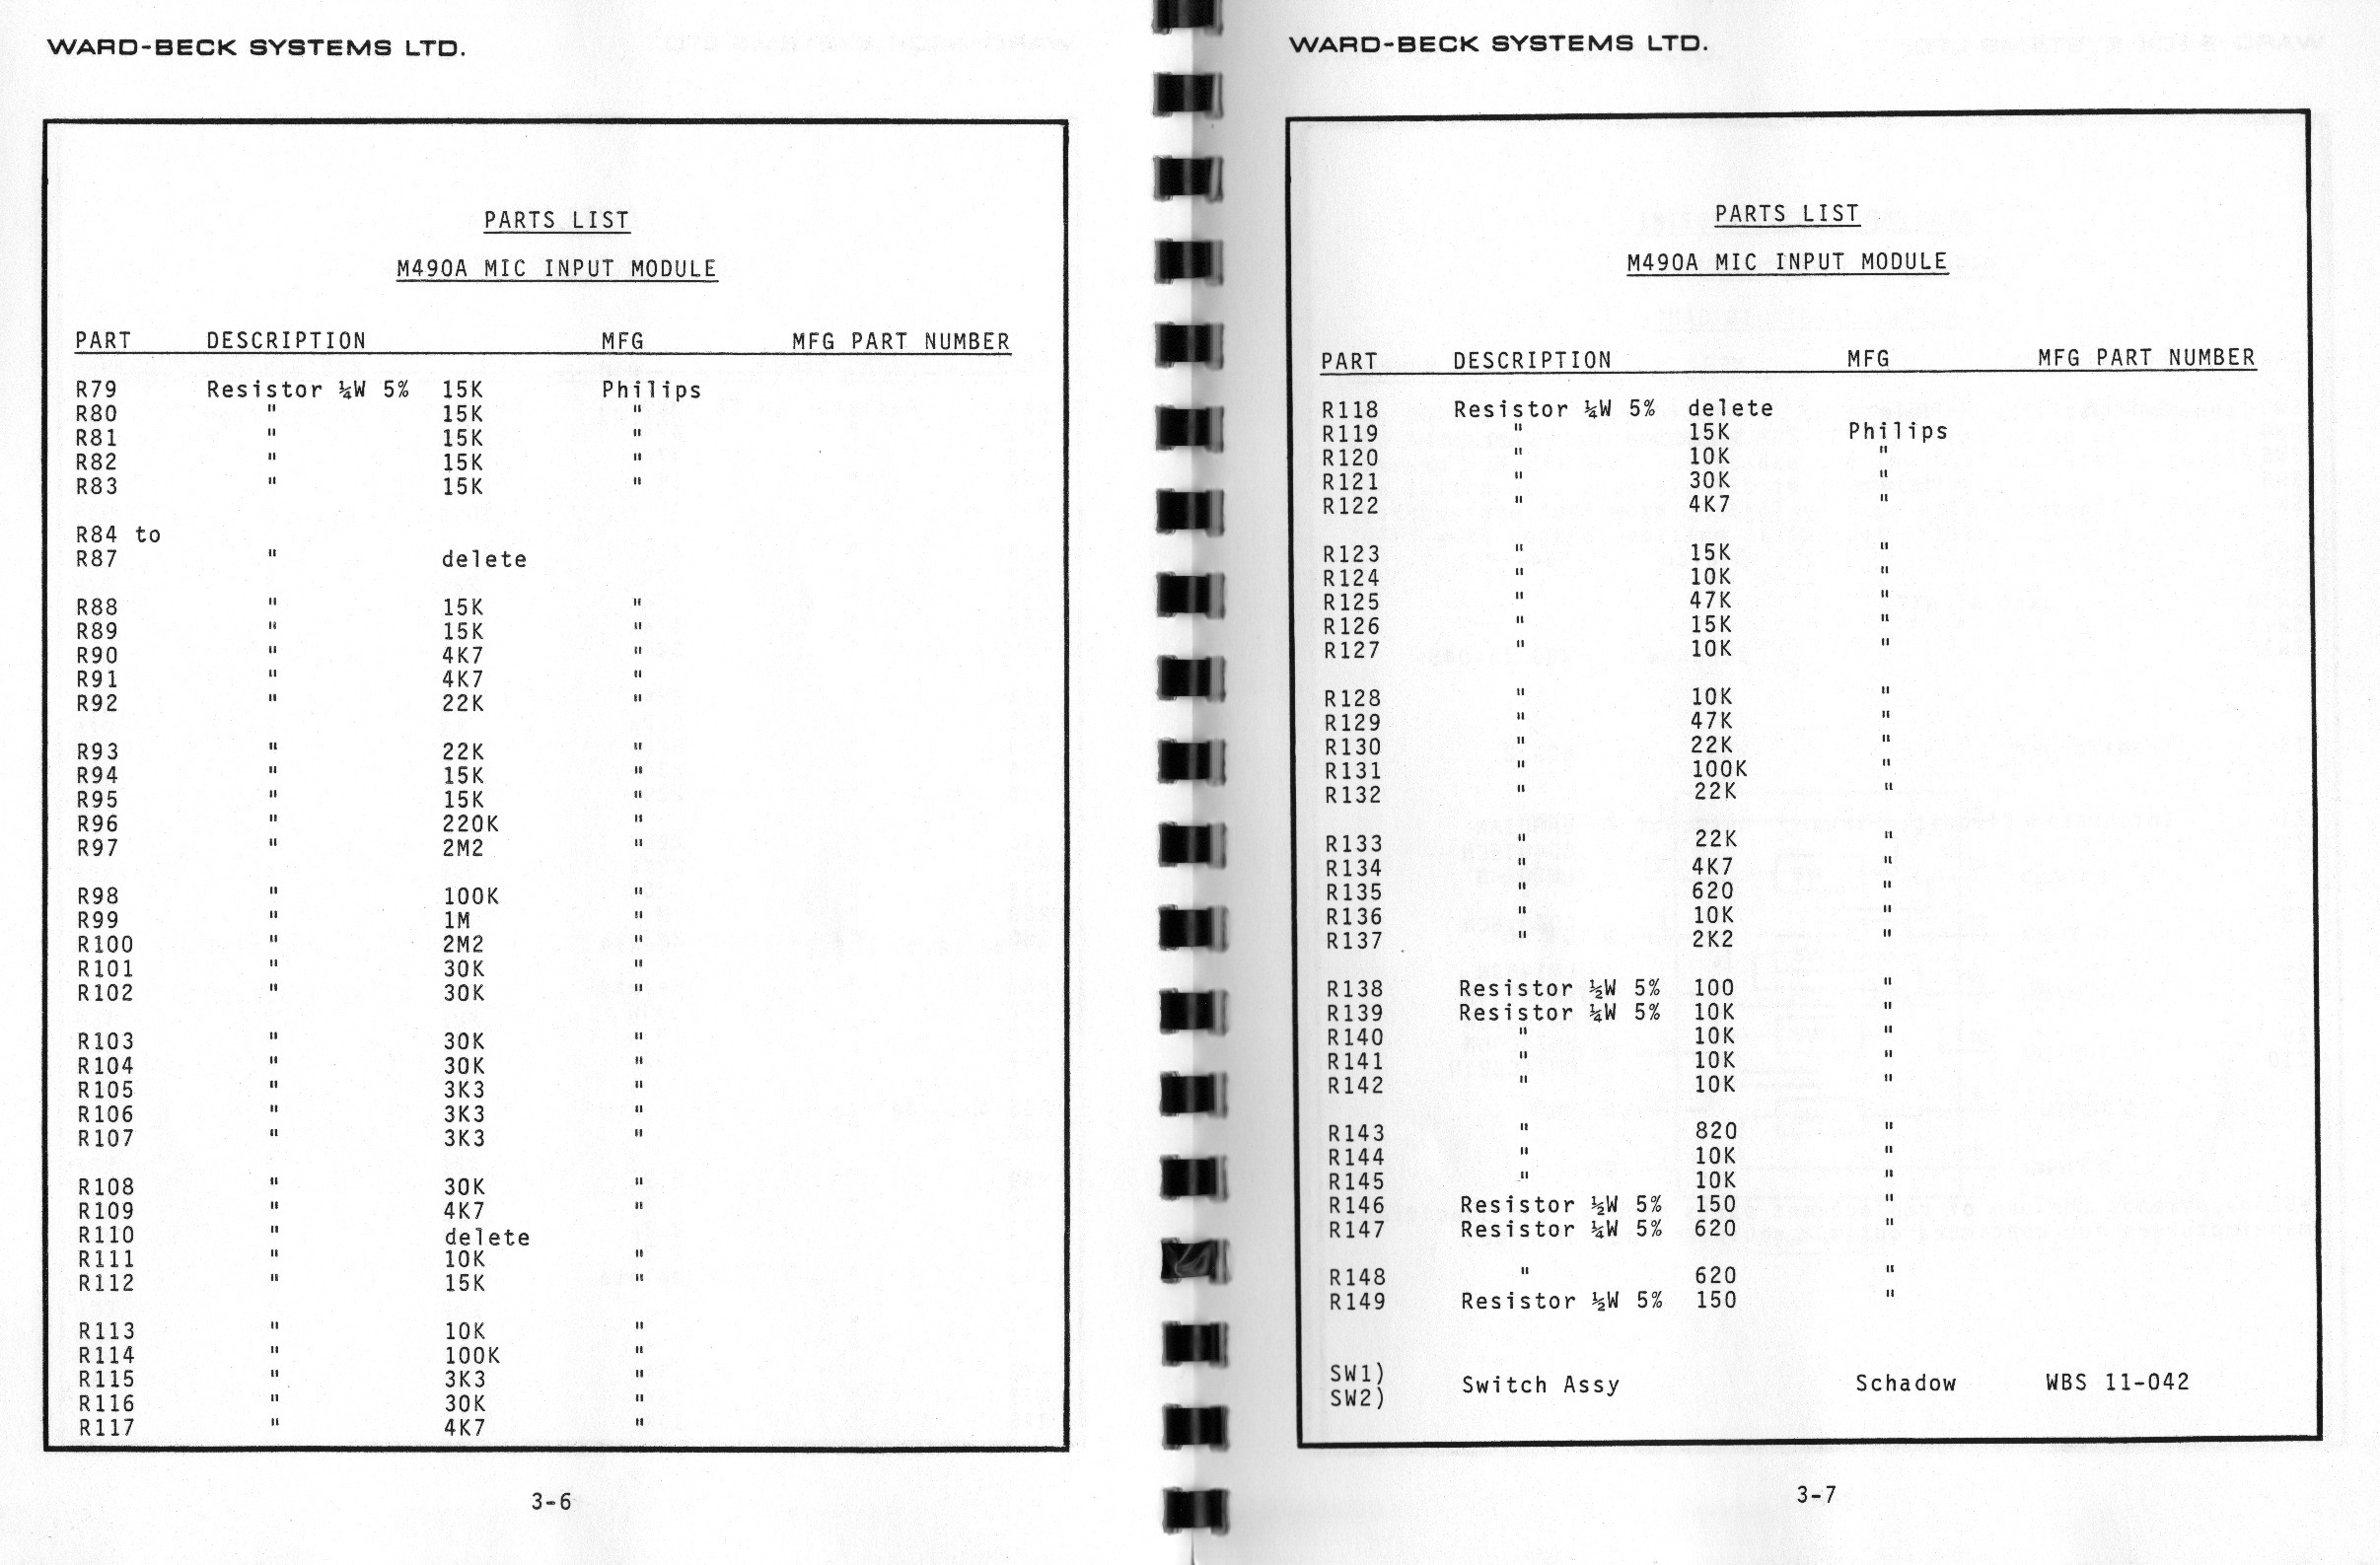 WARD-BECK SYSTEMS LTD.
PARTS LIST
M490A MIC INPUT MODULE
PART DESCRIPTION MFG MFG PART NUMBER
R79 Resistor ¼W 5% 15K Philips
R80 " 15K "
R81 " 15K "
R82 " 15K "
R83 " 15K "
R84 to
R87 " delete
R88 " 15K "
R89 " 15K "
R90 " 4K7 "
R91 " 4K7 "
R92 " 22K "
R93 " 22K "
R94 " 15K "
R95 " 15K "
R96 " 220K "
R97 " 2M2 "
R98 " 100K "
R99 " 1M "
R100 " 2M2 "
R101 " 30K "
R102 " 30K "
R103 " 30K "
R104 " 30K "
R105 " 3K3 "
R106 " 3K3 "
R107 " 3K3 "
R108 " 30K "
R109 " 4K7 "
R110 " delete
R111 " 10K "
R112 " 15K "
R113 " 10K "
R114 " 100K "
R115 " 3K3 "
R116 " 30K "
R117 " 4K7 "
3-6
WARD-BECK SYSTEMS LTD.
PARTS LIST
M490A MIC INPUT MODULE
PART DESCRIPTION MFG MFG PART NUMBER
R118 Resistor ¼W 5% delete
R119 " 15K Philips
R120 " 10K "
R121 " 30K "
R122 " 4K7 "
R123 " 15K "
R124 " 10K "
R125 " 47K "
R126 " 15K "
R127 " 10K "
R128 " 10K "
R129 " 47K "
R130 " 22K "
R131 " 100K "
R132 " 22K "
R133 " 22K "
R134 " 4K7 "
R135 " 620 "
R136 " 10K "
R137 " 2K2 "
R138 Resistor ½W 5% 100 "
R139 Resistor ¼W 5% 10K "
R140 " 10K "
R141 " 10K "
R142 " 10K "
R143 " 820 "
R144 " 10K "
R145 " 10K "
R146 Resistor ½W 5% 150 "
R147 Resistor ¼W 5% 620 "
R148 " 620 "
R149 Resistor ½W 5% 150 "
SW1)
SW2) Switch Assy Schadow WBS 11-042
3-7